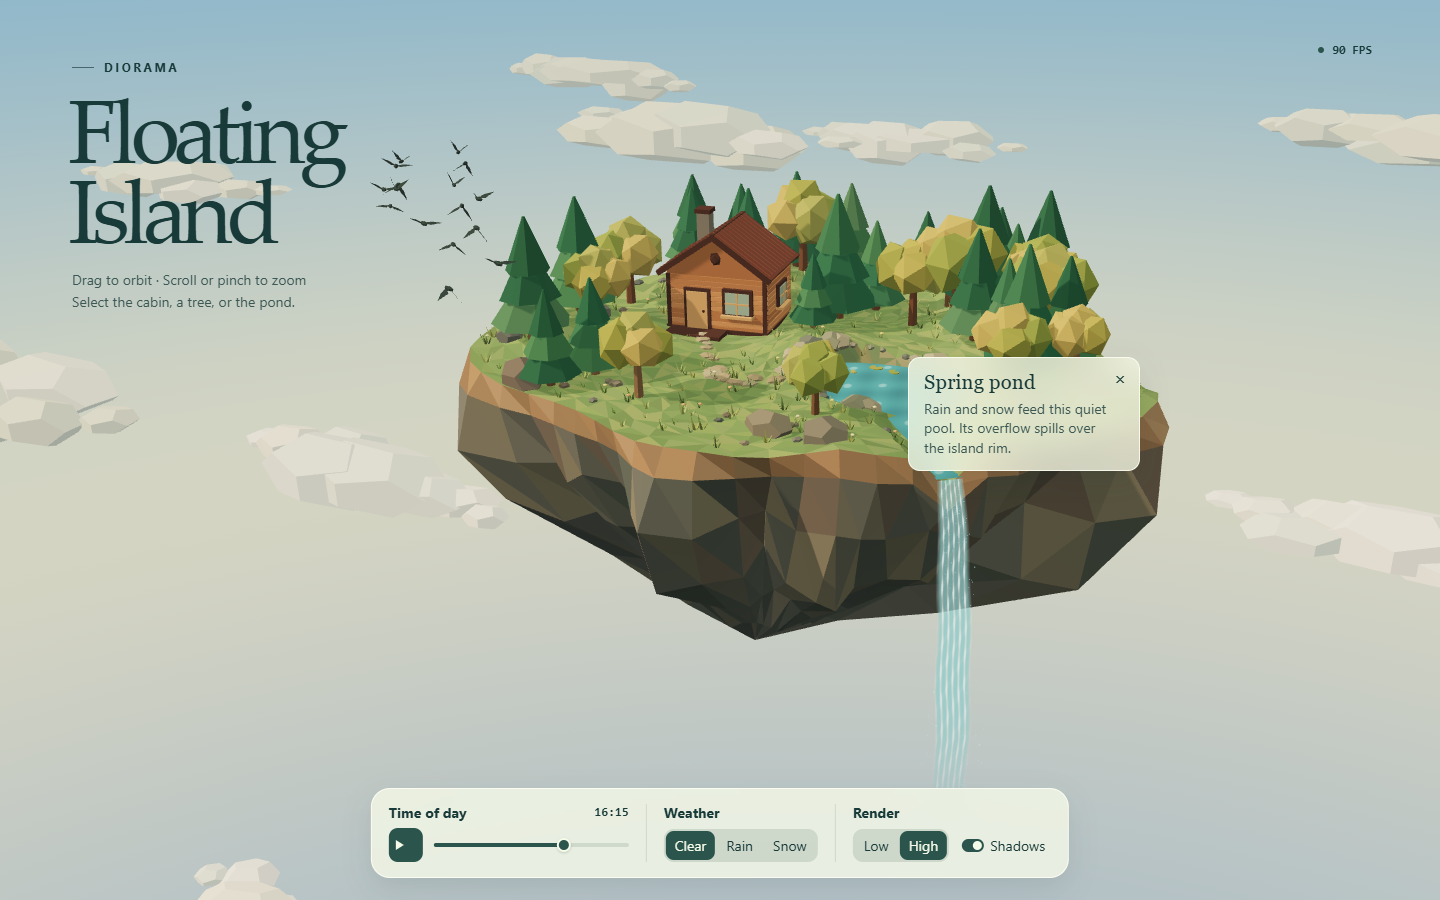 DIORAMA
90 FPS
Floating
Island
Drag to orbit · Scroll or pinch to zoom
Select the cabin, a tree, or the pond.
Spring pond ×
Rain and snow feed this quiet
pool. Its overflow spills over
the island rim.
Time of day 16:15
Weather
Clear Rain Snow
Render
Low High Shadows